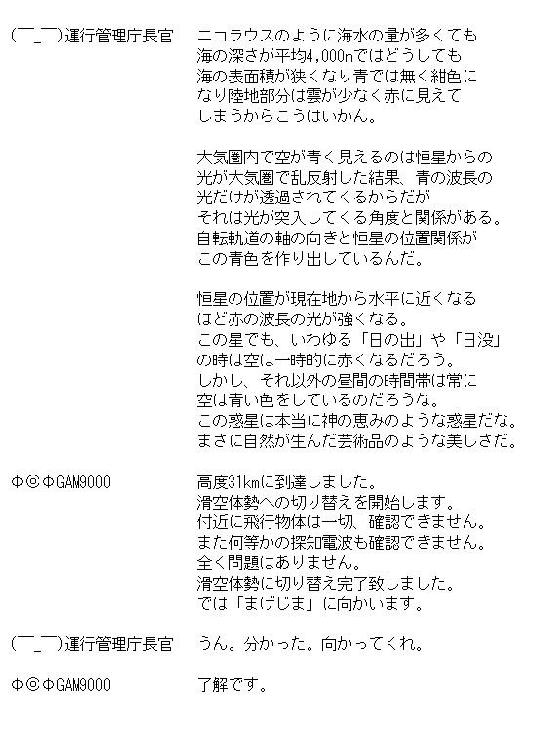 (￣_￣)運行管理庁長官　ニコラウスのように海水の量が多くても
海の深さが平均4,000nではどうしても
海の表面積が狭くなり青では無く紺色に
なり陸地部分は雲が少なく赤に見えて
しまうからこうはいかん。
大気圏内で空が青く見えるのは恒星からの
光が大気圏で乱反射した結果、青の波長の
光だけが透過されてくるからだが
それは光が突入してくる角度と関係がある。
自転軌道の軸の向きと恒星の位置関係が
この青色を作り出しているんだ。
恒星の位置が現在地から水平に近くなる
ほど赤の波長の光が強くなる。
この星でも、いわゆる「日の出」や「日没」
の時は空は一時的に赤くなるだろう。
しかし、それ以外の昼間の時間帯は常に
空は青い色をしているのだろうな。
この惑星に本当に神の恵みのような惑星だな。
まさに自然が生んだ芸術品のような美しさだ。
Φ◎ΦGAM9000　高度31kmに到達しました。
滑空体勢への切り替えを開始します。
付近に飛行物体は一切、確認できません。
また何等かの探知電波も確認できません。
全く問題はありません。
滑空体勢に切り替え完了致しました。
では「まげじま」に向かいます。
(￣_￣)運行管理庁長官　うん。分かった。向かってくれ。
Φ◎ΦGAM9000　了解です。